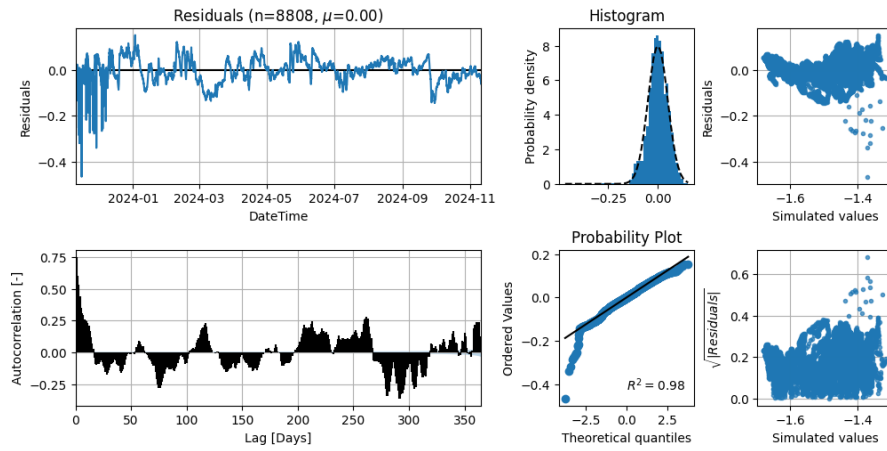 Residuals (n=8808, μ=0.00)
Residuals
0.0
−0.2
−0.4
2024-01 2024-03 2024-05 2024-07 2024-09 2024-11
DateTime
Histogram
Probability density
8
6
4
2
0
−0.25 0.00
Residuals
0.0
−0.2
−0.4
−1.6 −1.4
Simulated values
Autocorrelation [-]
0.75
0.50
0.25
0.00
−0.25
0 50 100 150 200 250 300 350
Lag [Days]
Probability Plot
Ordered Values
0.2
0.0
−0.2
−0.4
R² = 0.98
−2.5 0.0 2.5
Theoretical quantiles
√|Residuals|
0.6
0.4
0.2
0.0
−1.6 −1.4
Simulated values